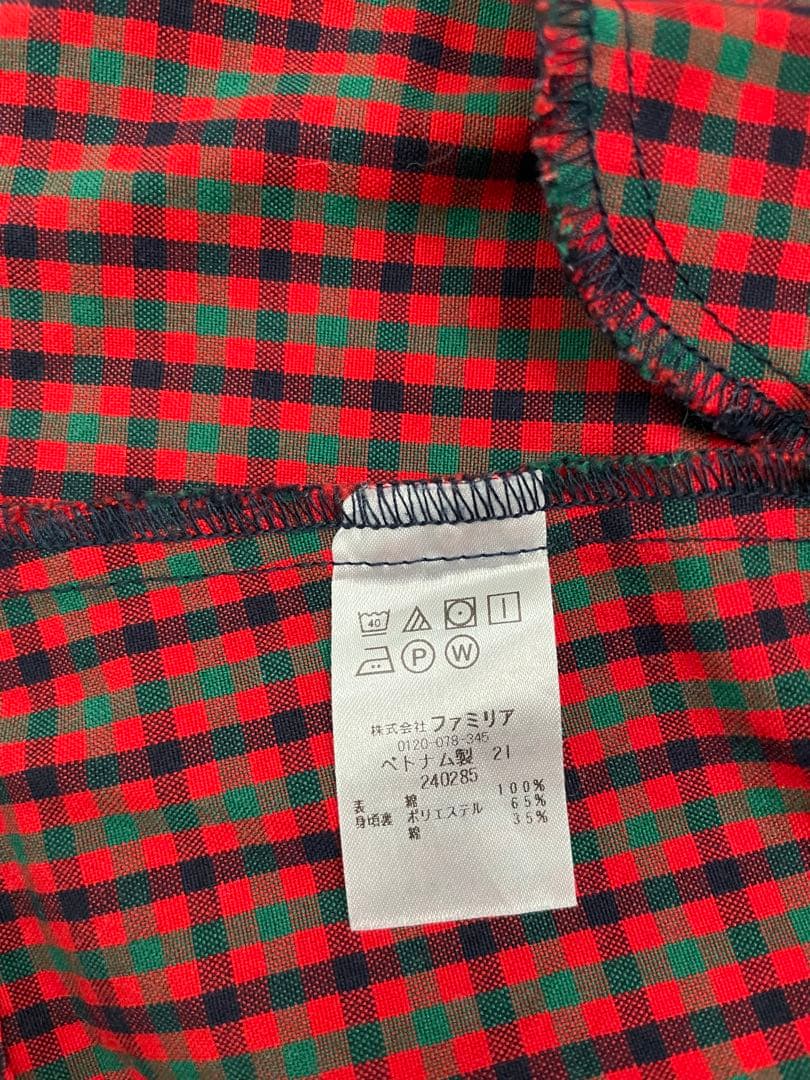 40
P W
株式会社 ファミリア
0120-078-345
ベトナム製 21
240285
表 綿 100%
身頃裏 ポリエステル 65%
綿 35%